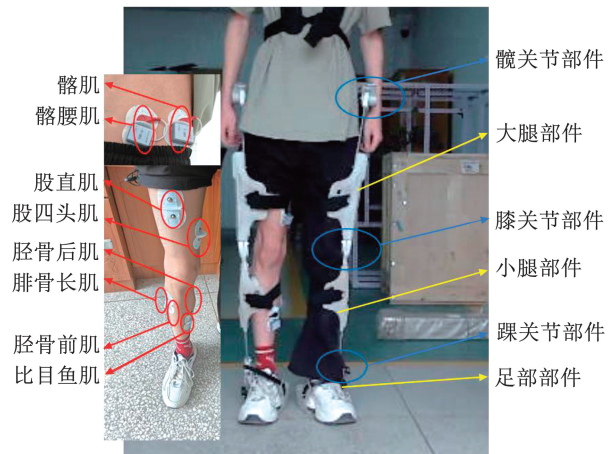 髂肌
髂腰肌
股直肌
股四头肌
胫骨后肌
腓骨长肌
胫骨前肌
比目鱼肌
髋关节部件
大腿部件
膝关节部件
小腿部件
踝关节部件
足部部件